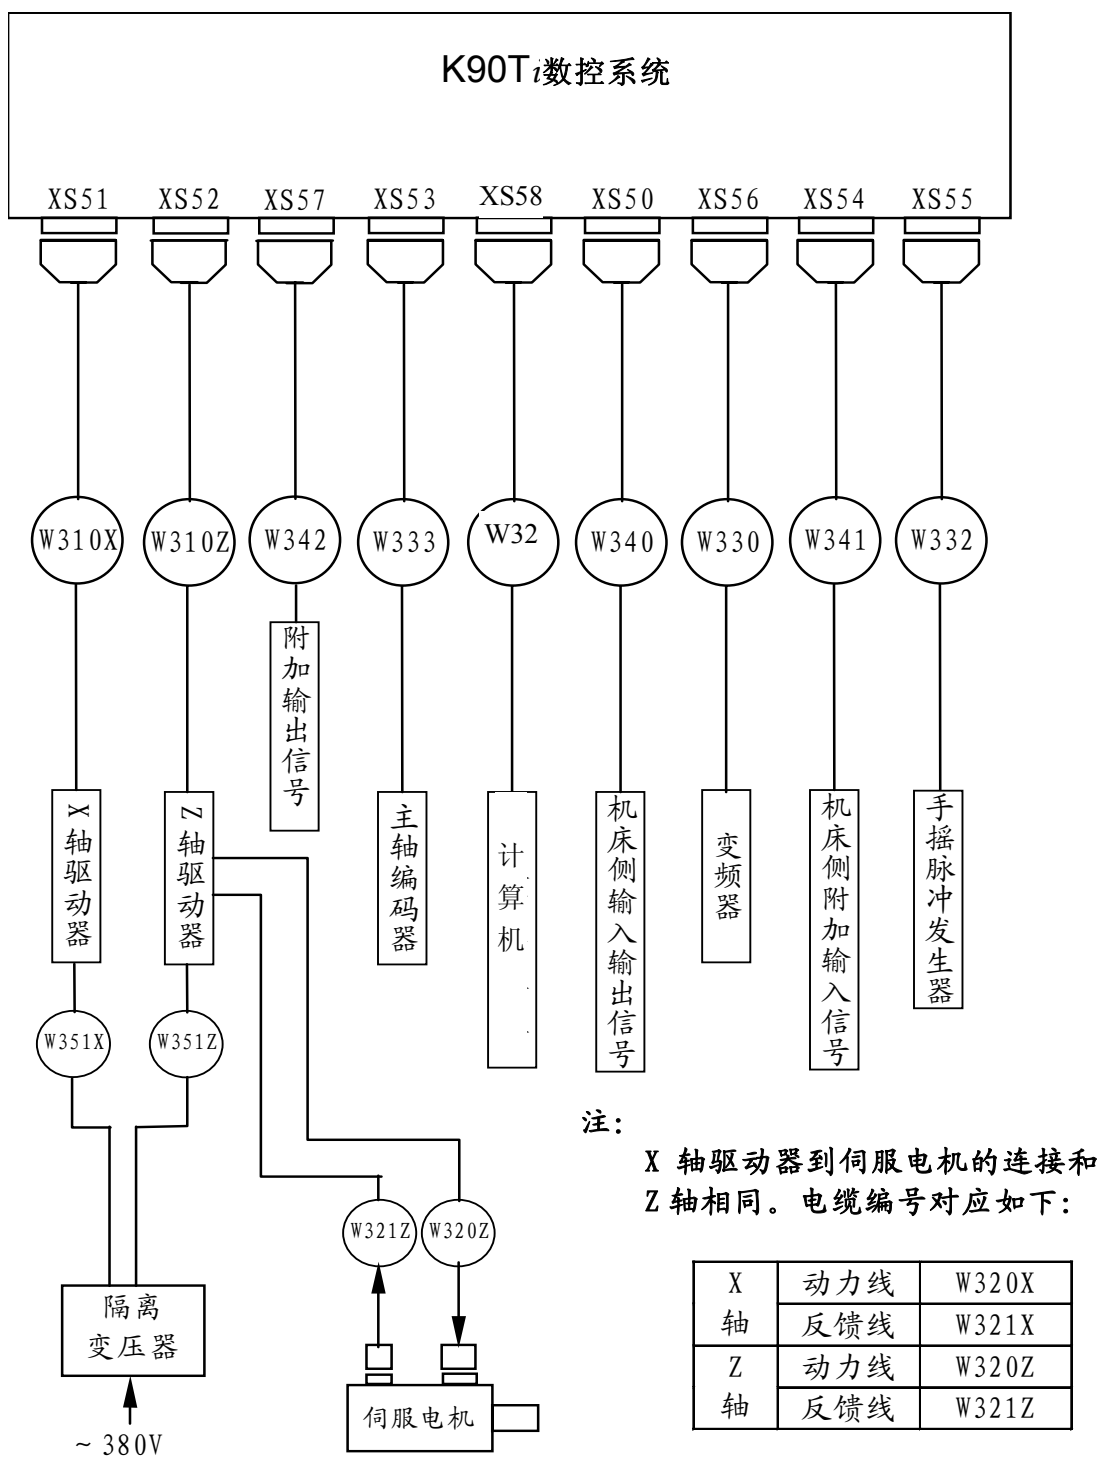 K90Ti数控系统
XS51 XS52 XS57 XS53 XS58 XS50 XS56 XS54 XS55
W310X W310Z W342 W333 W32 W340 W330 W341 W332
附加输出信号
X轴驱动器
Z轴驱动器
主轴编码器
计算机
机床侧输入输出信号
变频器
机床侧附加输入信号
手摇脉冲发生器
W351X W351Z
注：
X 轴驱动器到伺服电机的连接和
Z轴相同。电缆编号对应如下：
W321Z W320Z
X轴 动力线 W320X
反馈线 W321X
Z轴 动力线 W320Z
反馈线 W321Z
隔离
变压器
伺服电机
~380V